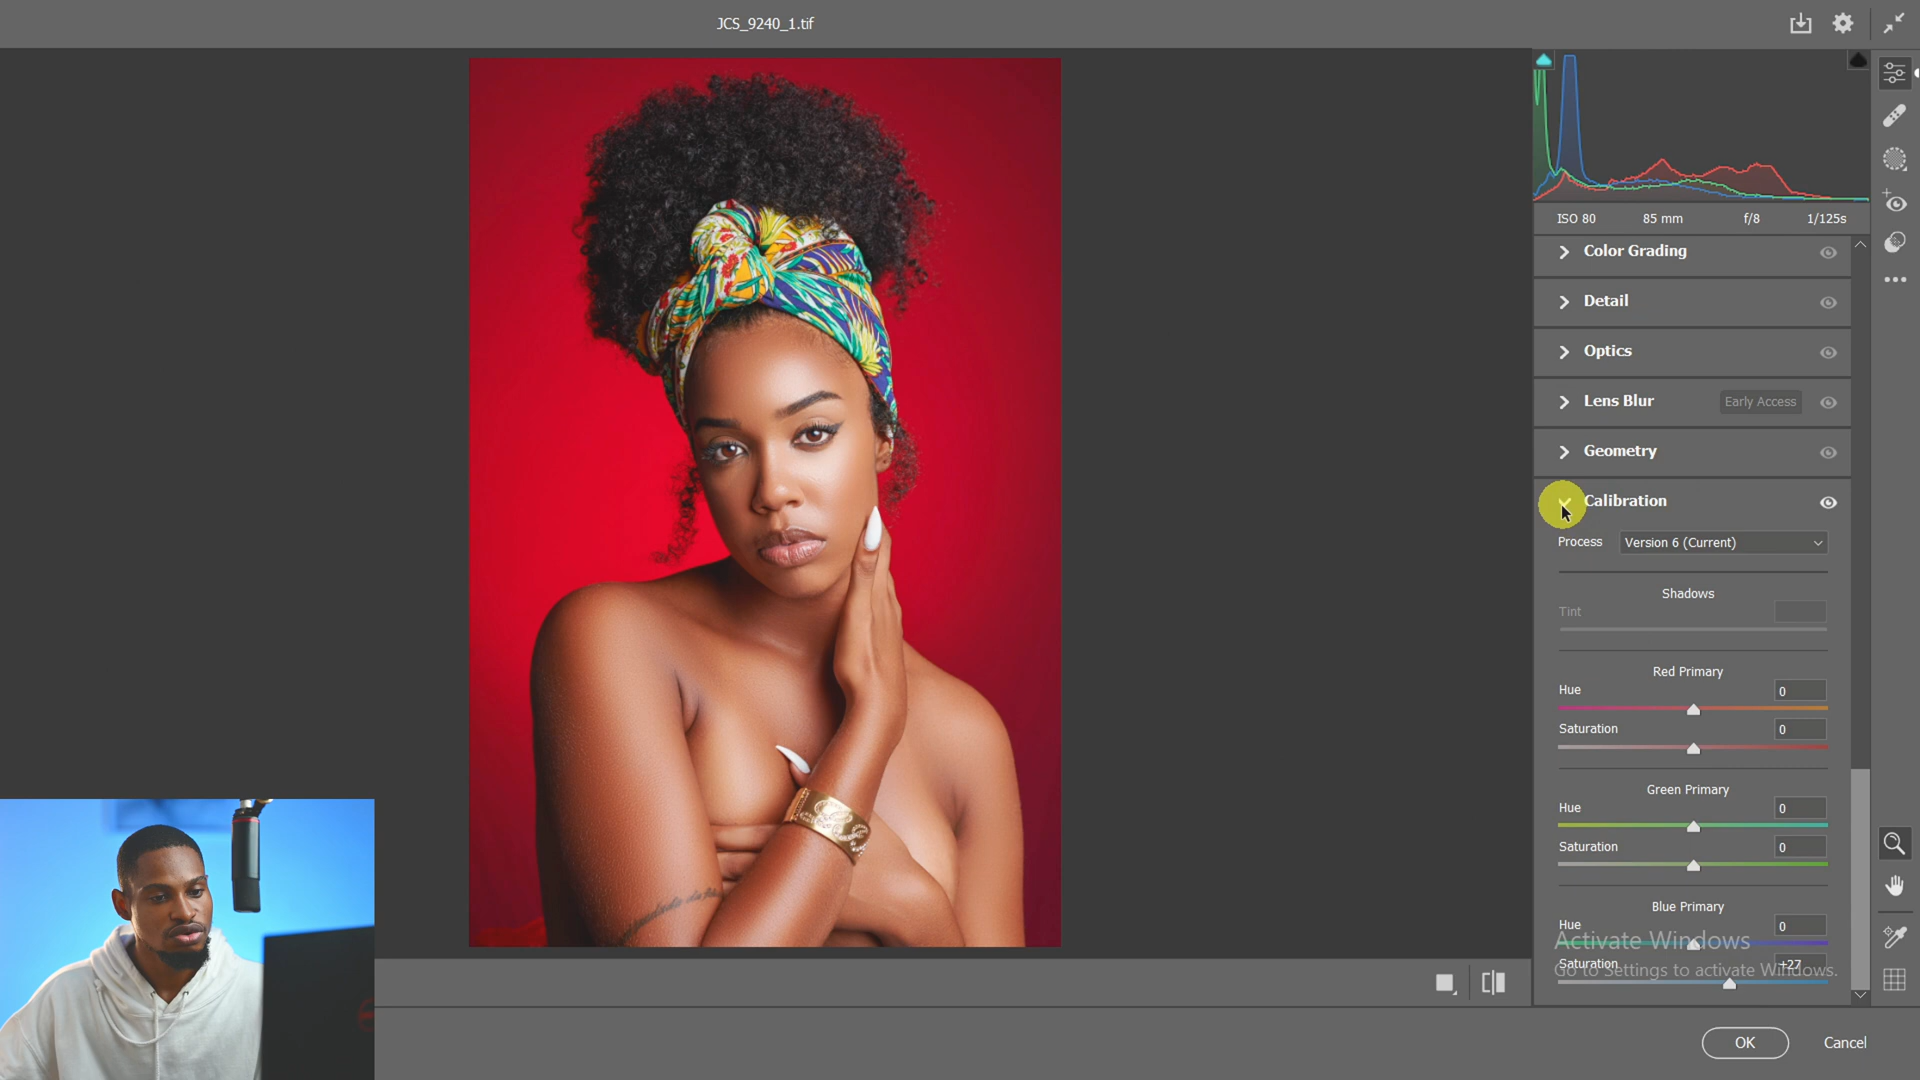 JCS_9240_1.tif
ISO 80 85 mm f/8 1/125s
Color Grading
Detail
Optics
Lens Blur Early Access
Geometry
Calibration
Process Version 6 (Current)
Shadows
Tint
Red Primary
Hue 0
Saturation 0
Green Primary
Hue 0
Saturation 0
Blue Primary
Hue 0
Activate Windows
Saturation +27
Go to Settings to activate Windows.
OK Cancel